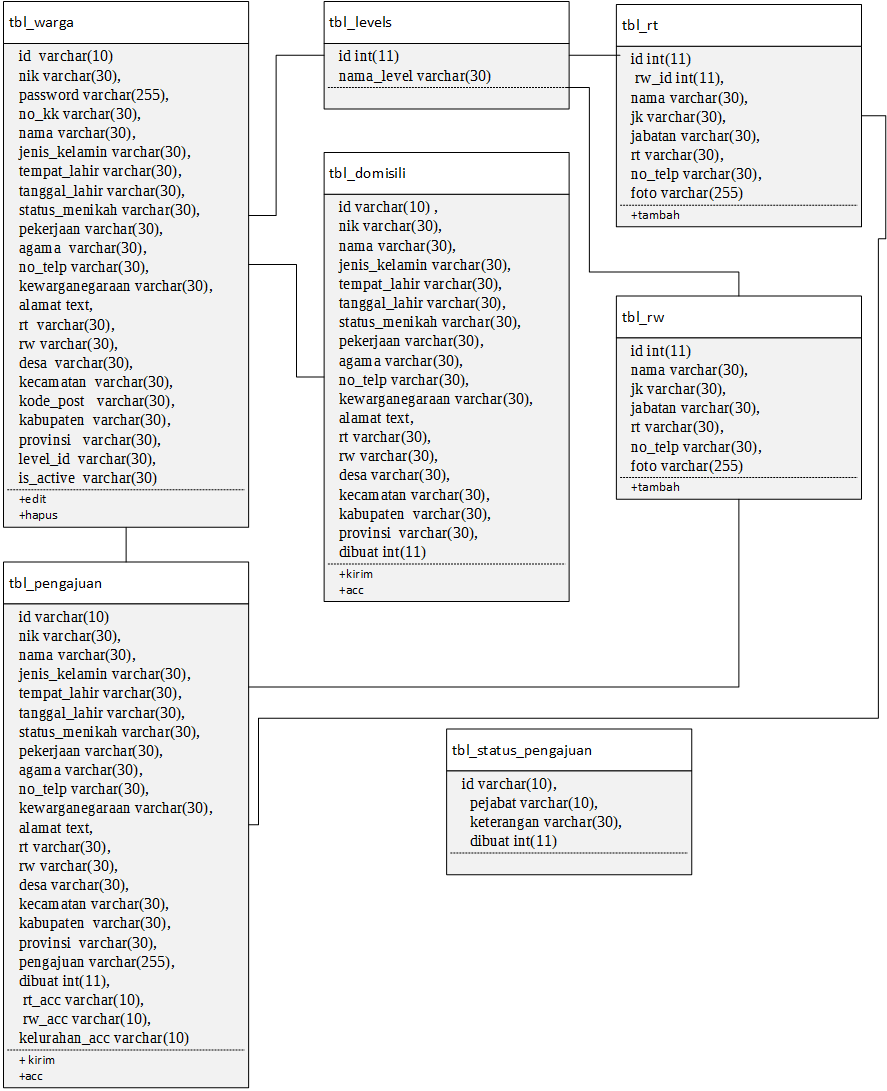 tbl_warga
id  varchar(10)
nik varchar(30),
password varchar(255),
no_kk varchar(30),
nama varchar(30),
jenis_kelamin varchar(30),
tempat_lahir varchar(30),
tanggal_lahir varchar(30),
status_menikah varchar(30),
pekerjaan varchar(30),
agama  varchar(30),
no_telp varchar(30),
kewarganegaraan varchar(30),
alamat text,
rt  varchar(30),
rw varchar(30),
desa  varchar(30),
kecamatan  varchar(30),
kode_post   varchar(30),
kabupaten  varchar(30),
provinsi   varchar(30),
level_id  varchar(30),
is_active  varchar(30)
+edit
+hapus
tbl_levels
id int(11)
nama_level varchar(30)
tbl_rt
id int(11)
rw_id int(11),
nama varchar(30),
jk varchar(30),
jabatan varchar(30),
rt varchar(30),
no_telp varchar(30),
foto varchar(255)
+tambah
tbl_domisili
id varchar(10) ,
nik varchar(30),
nama varchar(30),
jenis_kelamin varchar(30),
tempat_lahir varchar(30),
tanggal_lahir varchar(30),
status_menikah varchar(30),
pekerjaan varchar(30),
agama varchar(30),
no_telp varchar(30),
kewarganegaraan varchar(30),
alamat text,
rt varchar(30),
rw varchar(30),
desa varchar(30),
kecamatan varchar(30),
kabupaten  varchar(30),
provinsi  varchar(30),
dibuat int(11)
+kirim
+acc
tbl_rw
id int(11)
nama varchar(30),
jk varchar(30),
jabatan varchar(30),
rt varchar(30),
no_telp varchar(30),
foto varchar(255)
+tambah
tbl_pengajuan
id varchar(10)
nik varchar(30),
nama varchar(30),
jenis_kelamin varchar(30),
tempat_lahir varchar(30),
tanggal_lahir varchar(30),
status_menikah varchar(30),
pekerjaan varchar(30),
agama varchar(30),
no_telp varchar(30),
kewarganegaraan varchar(30),
alamat text,
rt varchar(30),
rw varchar(30),
desa varchar(30),
kecamatan varchar(30),
kabupaten  varchar(30),
provinsi  varchar(30),
pengajuan varchar(255),
dibuat int(11),
rt_acc varchar(10),
rw_acc varchar(10),
kelurahan_acc varchar(10)
+ kirim
+acc
tbl_status_pengajuan
id varchar(10),
pejabat varchar(10),
keterangan varchar(30),
dibuat int(11)